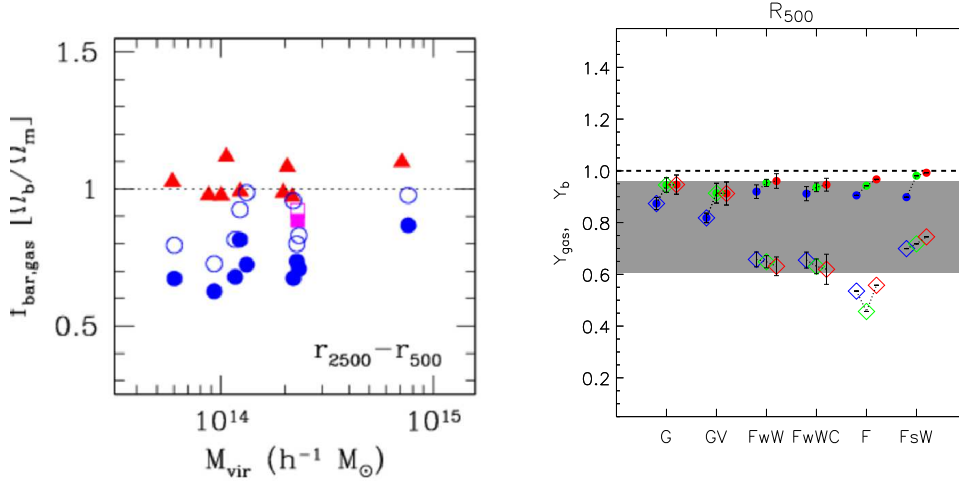 1.5
1
0.5
f_bar,gas [Ω_b/Ω_m]
r_2500−r_500
10^14
10^15
M_vir (h^−1 M_⊙)
R_500
1.4
1.2
1.0
0.8
0.6
0.4
0.2
Y_gas, Y_b
G
GV
FwW
FwWC
F
FsW